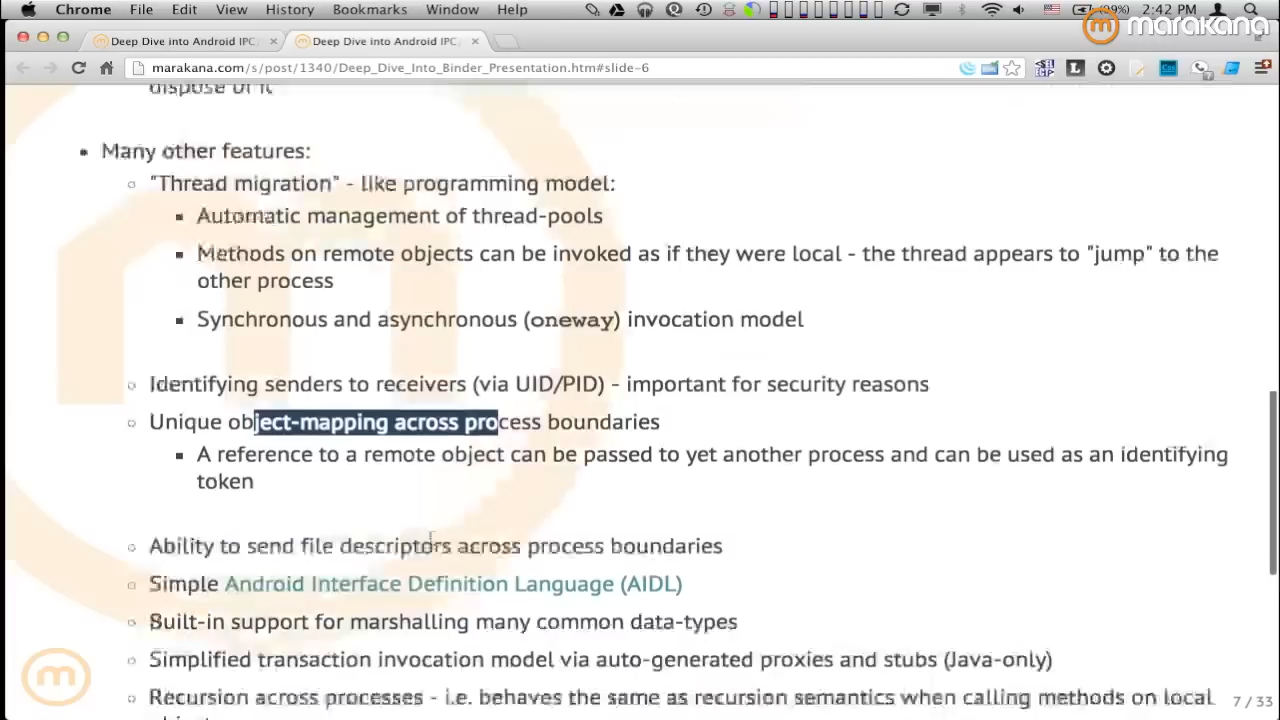 Chrome File Edit View History Bookmarks Window Help (99%) 2:42 PM
marakana
Deep Dive into Android IPC/ Deep Dive into Android IPC/
marakana.com/s/post/1340/Deep_Dive_Into_Binder_Presentation.htm#slide-6
dispose of it
Many other features:
"Thread migration" - like programming model:
Automatic management of thread-pools
Methods on remote objects can be invoked as if they were local - the thread appears to "jump" to the
other process
Synchronous and asynchronous (oneway) invocation model
Identifying senders to receivers (via UID/PID) - important for security reasons
Unique object-mapping across process boundaries
A reference to a remote object can be passed to yet another process and can be used as an identifying
token
Ability to send file descriptors across process boundaries
Simple Android Interface Definition Language (AIDL)
Built-in support for marshalling many common data-types
Simplified transaction invocation model via auto-generated proxies and stubs (Java-only)
Recursion across processes - i.e. behaves the same as recursion semantics when calling methods on local
7 / 33